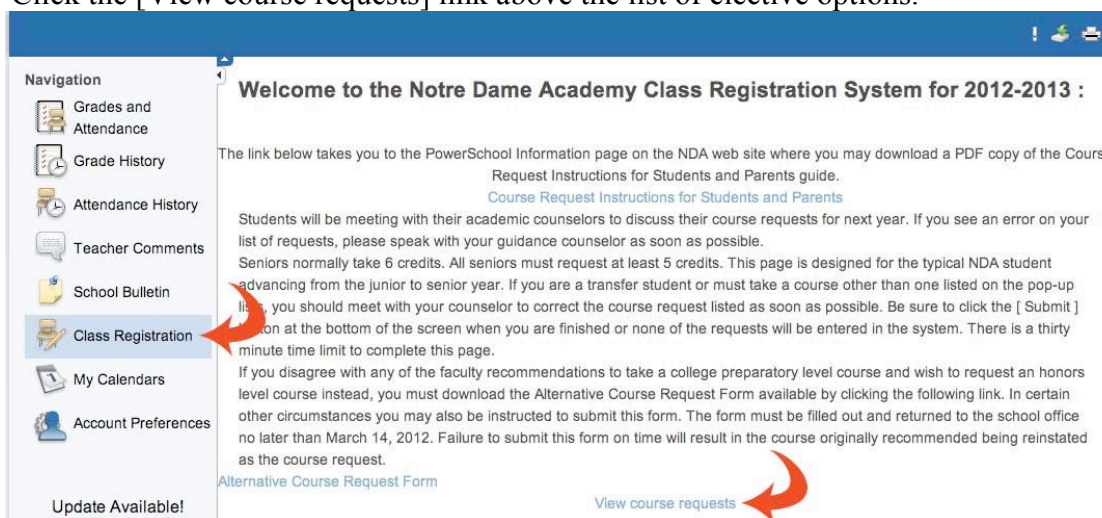 Click the [View course requests] link above the list of elective options.
!
Navigation
Grades and
Attendance
Grade History
Attendance History
Teacher Comments
School Bulletin
Class Registration
My Calendars
Account Preferences
Update Available!
Welcome to the Notre Dame Academy Class Registration System for 2012-2013 :
The link below takes you to the PowerSchool Information page on the NDA web site where you may download a PDF copy of the Cours
Request Instructions for Students and Parents guide.
Course Request Instructions for Students and Parents
Students will be meeting with their academic counselors to discuss their course requests for next year. If you see an error on your
list of requests, please speak with your guidance counselor as soon as possible.
Seniors normally take 6 credits. All seniors must request at least 5 credits. This page is designed for the typical NDA student
advancing from the junior to senior year. If you are a transfer student or must take a course other than one listed on the pop-up
you should meet with your counselor to correct the course request listed as soon as possible. Be sure to click the [ Submit ]
at the bottom of the screen when you are finished or none of the requests will be entered in the system. There is a thirty
minute time limit to complete this page.
If you disagree with any of the faculty recommendations to take a college preparatory level course and wish to request an honors
level course instead, you must download the Alternative Course Request Form available by clicking the following link. In certain
other circumstances you may also be instructed to submit this form. The form must be filled out and returned to the school office
no later than March 14, 2012. Failure to submit this form on time will result in the course originally recommended being reinstated
as the course request.
Alternative Course Request Form
View course requests